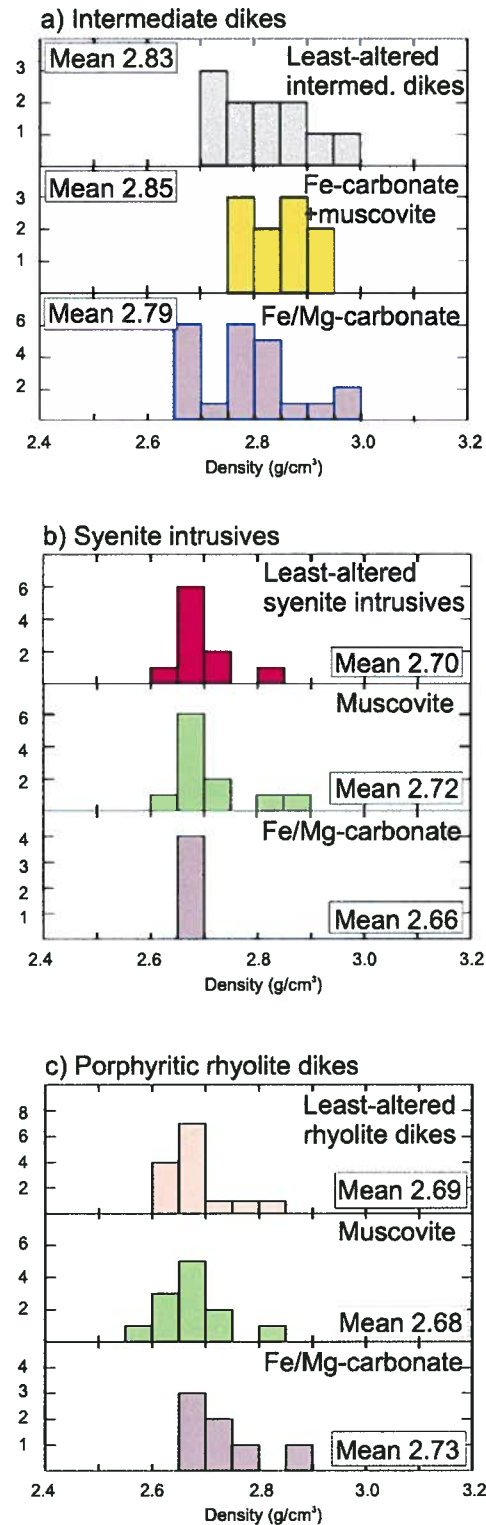 a) Intermediate dikes
Mean 2.83
Least-altered
intermed. dikes
3
2
1
Mean 2.85
Fe-carbonate
+muscovite
3
2
1
Mean 2.79
Fe/Mg-carbonate
6
4
2
2.4 2.6 2.8 3.0 3.2
Density (g/cm³)
b) Syenite intrusives
Least-altered
syenite intrusives
6
4
2
Mean 2.70
Muscovite
6
4
2
Mean 2.72
Fe/Mg-carbonate
4
3
2
1
Mean 2.66
2.4 2.6 2.8 3.0 3.2
Density (g/cm³)
c) Porphyritic rhyolite dikes
Least-altered
rhyolite dikes
8
6
4
2
Mean 2.69
Muscovite
6
4
2
Mean 2.68
Fe/Mg-carbonate
4
3
2
1
Mean 2.73
2.4 2.6 2.8 3.0 3.2
Density (g/cm³)